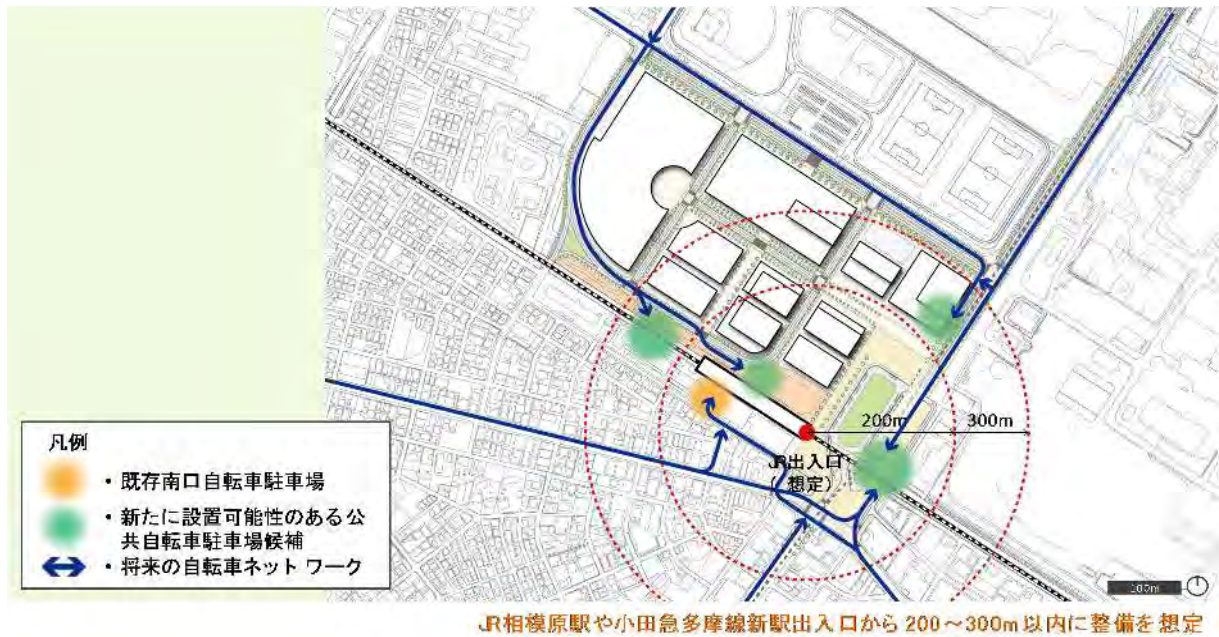 200m
300m
JR出入口
(想定)
凡例
・既存南口自転車駐車場
・新たに設置可能性のある公
共自転車駐車場候補
・将来の自転車ネットワーク
100m
JR相模原駅や小田急多摩線新駅出入口から200～300m以内に整備を想定